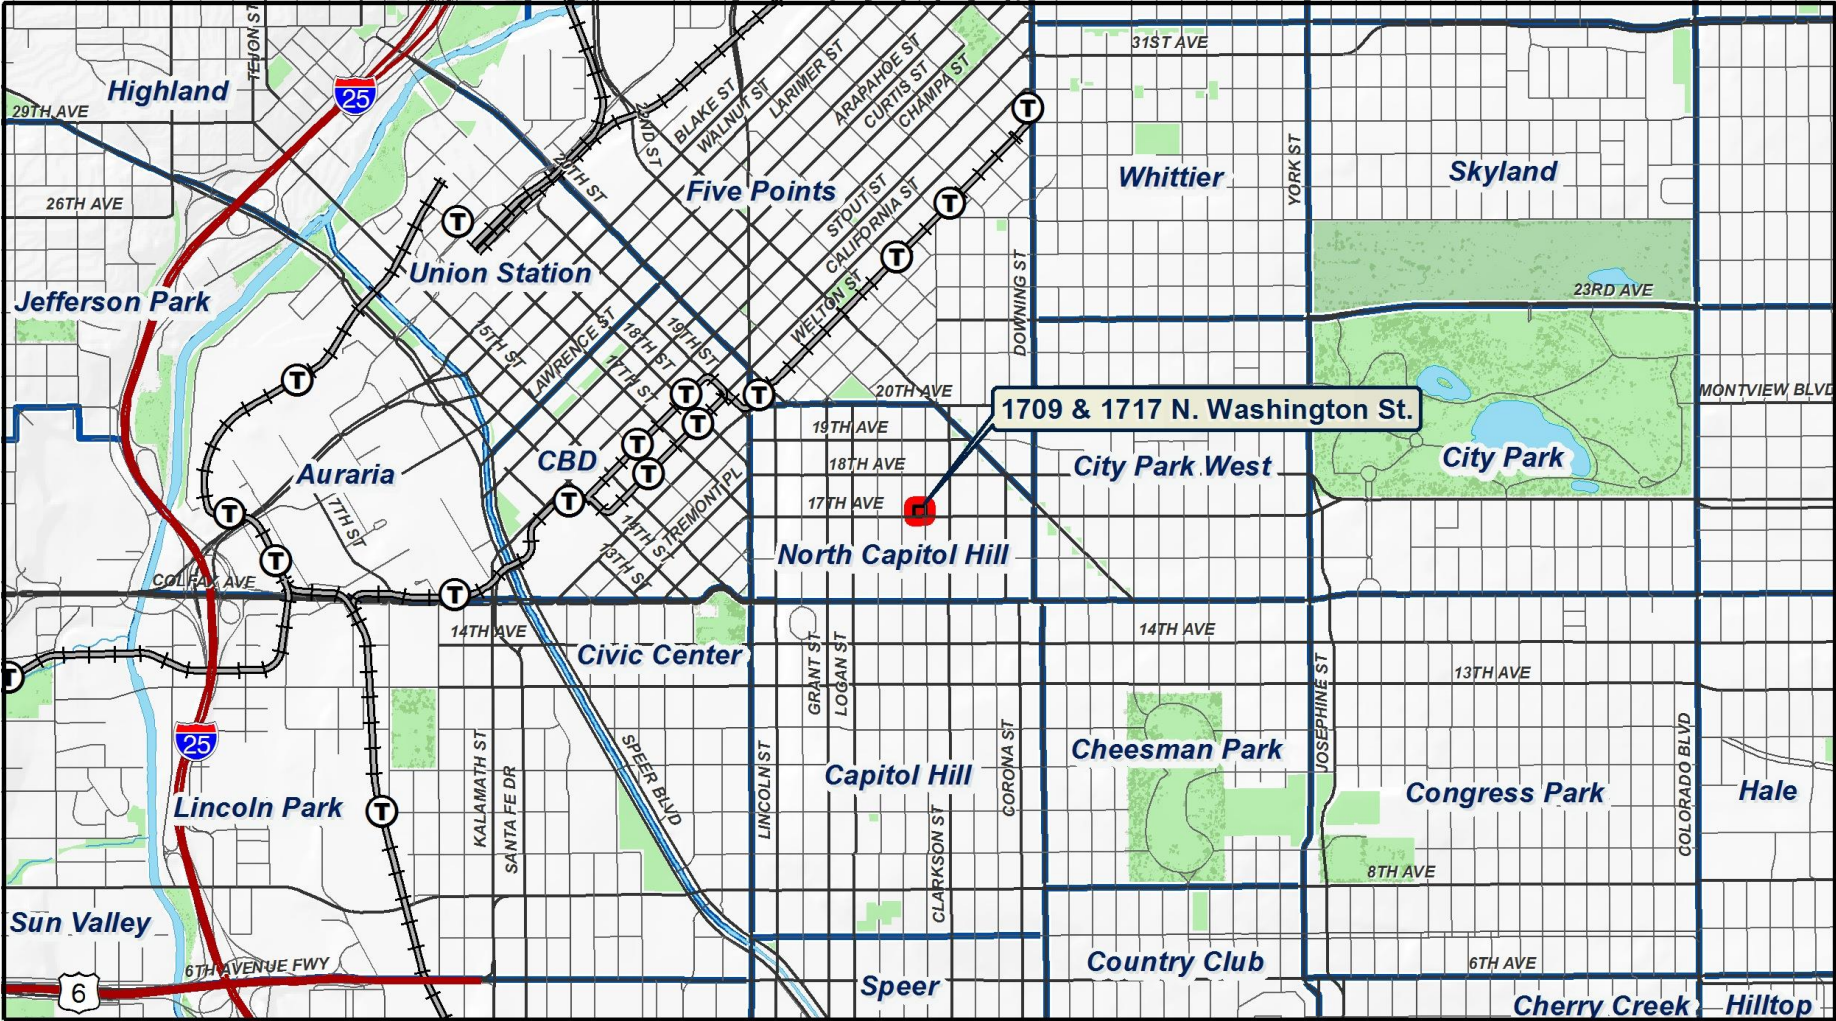 TEJON ST
Highland
25
29TH AVE
26TH AVE
Jefferson Park
22ND ST
20TH ST
BLAKE ST
WALNUT ST
LARIMER ST
ARAPAHOE ST
CURTIS ST
CHAMPA ST
31ST AVE
T
Whittier
YORK ST
Skyland
Five Points
T
T
STOUT ST
CALIFORNIA ST
T
Union Station
WELTON ST
DOWNING ST
23RD AVE
15TH ST
LAWRENCE ST
18TH ST
19TH ST
17TH ST
T
T
T
20TH AVE
1709 & 1717 N. Washington St.
MONTVIEW BLVD
19TH AVE
T
T
T
T
CBD
18TH AVE
City Park West
City Park
Auraria
TREMONT PL
17TH AVE
7TH ST
14TH ST
13TH ST
T
T
North Capitol Hill
COLFAX AVE
T
14TH AVE
Civic Center
14TH AVE
T
GRANT ST
LOGAN ST
JOSEPHINE ST
13TH AVE
25
KALAMATH ST
SANTA FE DR
SPEER BLVD
LINCOLN ST
Capitol Hill
CORONA ST
Cheesman Park
COLORADO BLVD
Congress Park
Hale
Lincoln Park
T
CLARKSON ST
8TH AVE
Sun Valley
6TH AVENUE FWY
6
Speer
Country Club
6TH AVE
Cherry Creek
Hilltop